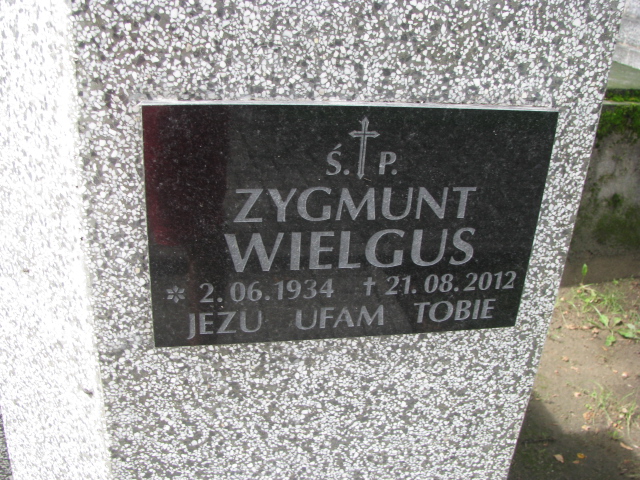 Ś. P.
ZYGMUNT
WIELGUS
* 2.06.1934 † 21.08.2012
JEZU UFAM TOBIE